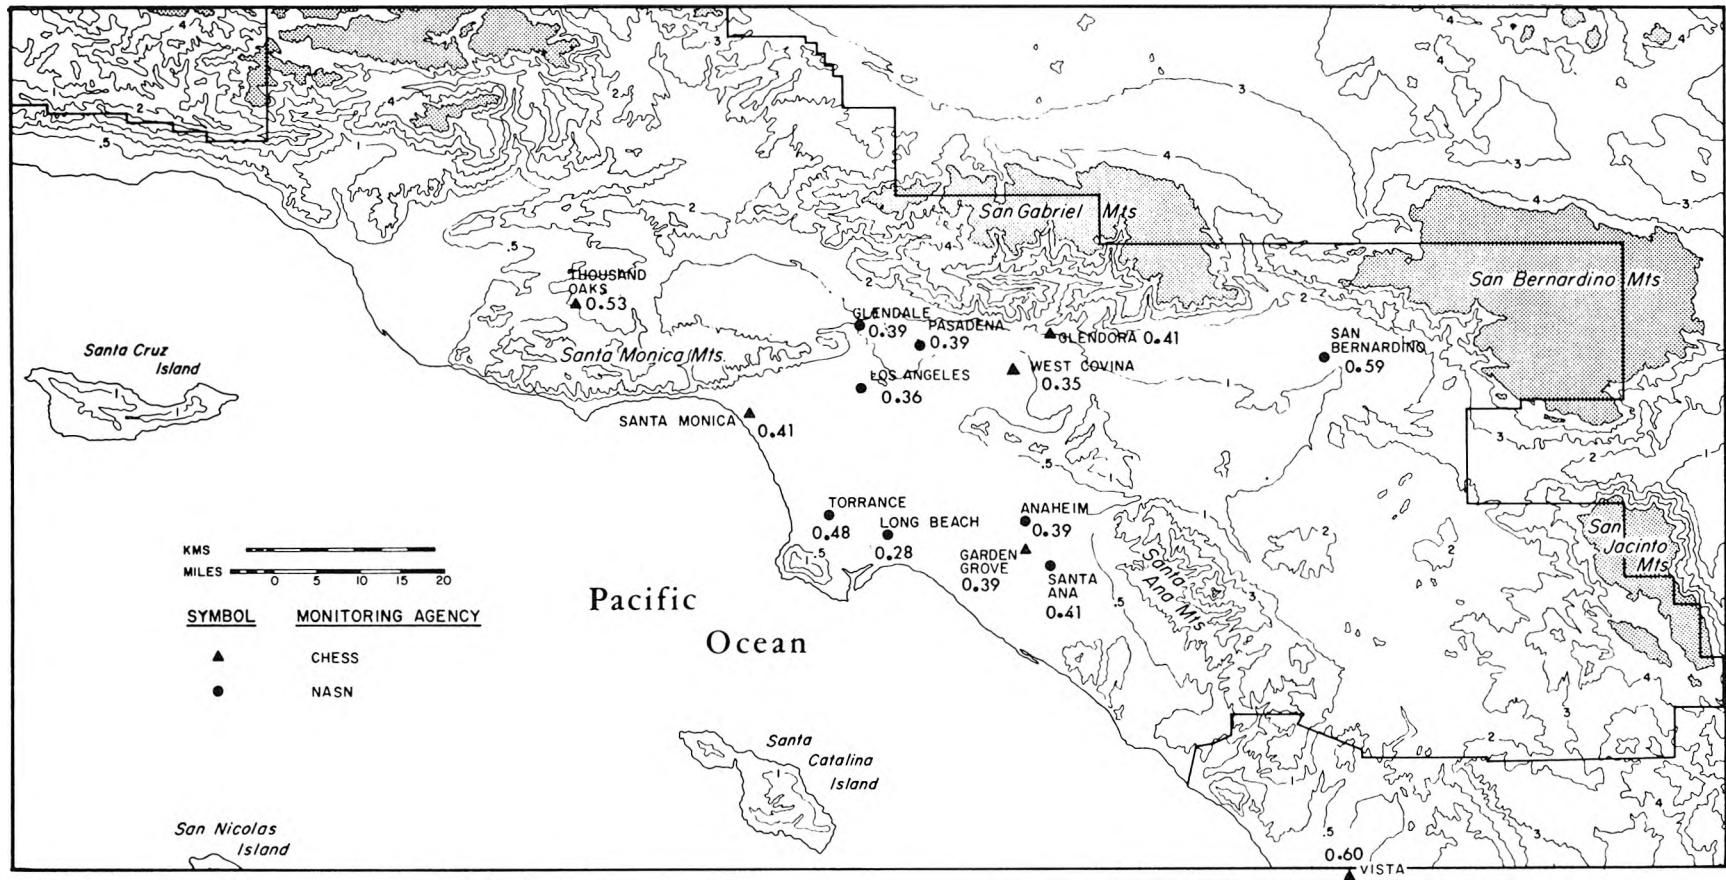 San Gabriel Mts
San Bernardino Mts
THOUSAND
OAKS
0.53
GLENDALE
0.39
PASADENA
0.39
GLENDORA 0.41
SAN
BERNARDINO
0.59
Santa Cruz
Island
Santa Monica Mts.
WEST COVINA
0.35
LOS ANGELES
0.36
SANTA MONICA
0.41
TORRANCE
0.48
LONG BEACH
0.28
ANAHEIM
0.39
GARDEN
GROVE
0.39
SANTA
ANA
0.41
Santa
Ana Mts
San
Jacinto
Mts
KMS
MILES
0 5 10 15 20
Pacific
Ocean
SYMBOL MONITORING AGENCY
CHESS
NASN
Santa
Catalina
Island
San Nicolas
Island
0.60
VISTA